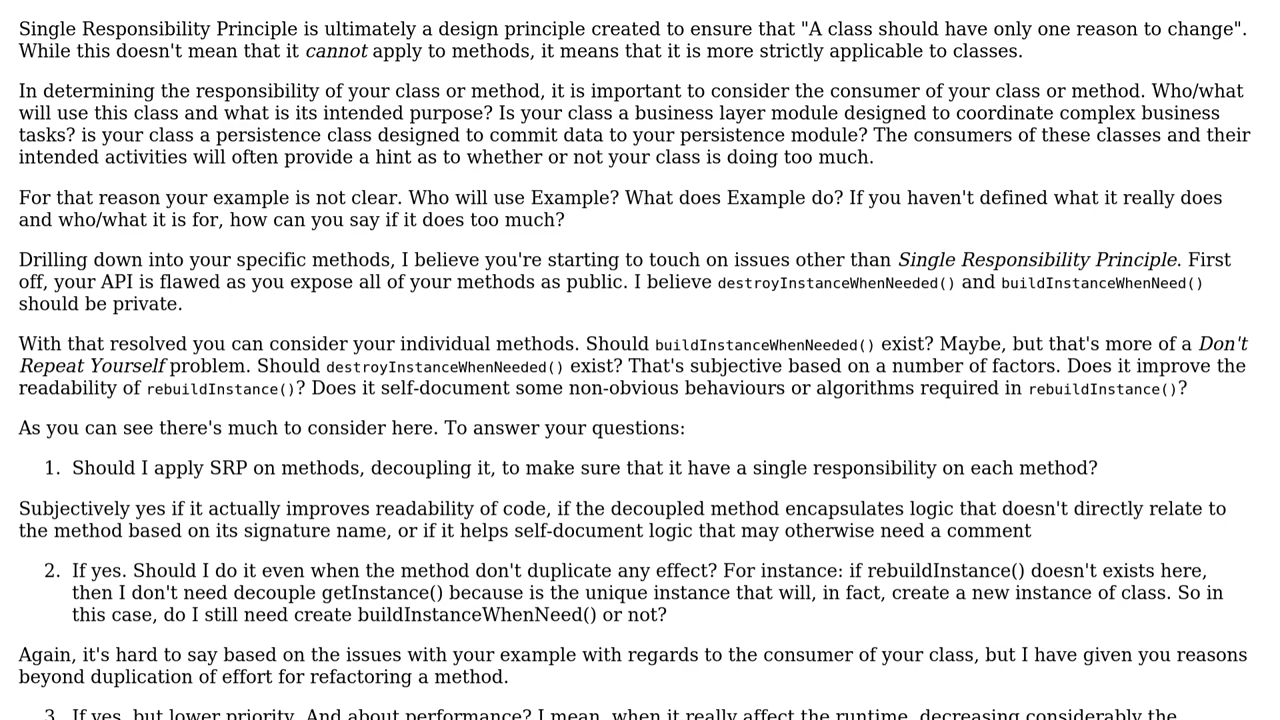 Single Responsibility Principle is ultimately a design principle created to ensure that "A class should have only one reason to change".
While this doesn't mean that it cannot apply to methods, it means that it is more strictly applicable to classes.
In determining the responsibility of your class or method, it is important to consider the consumer of your class or method. Who/what
will use this class and what is its intended purpose? Is your class a business layer module designed to coordinate complex business
tasks? is your class a persistence class designed to commit data to your persistence module? The consumers of these classes and their
intended activities will often provide a hint as to whether or not your class is doing too much.
For that reason your example is not clear. Who will use Example? What does Example do? If you haven't defined what it really does
and who/what it is for, how can you say if it does too much?
Drilling down into your specific methods, I believe you're starting to touch on issues other than Single Responsibility Principle. First
off, your API is flawed as you expose all of your methods as public. I believe destroyInstanceWhenNeeded() and buildInstanceWhenNeed()
should be private.
With that resolved you can consider your individual methods. Should buildInstanceWhenNeeded() exist? Maybe, but that's more of a Don't
Repeat Yourself problem. Should destroyInstanceWhenNeeded() exist? That's subjective based on a number of factors. Does it improve the
readability of rebuildInstance()? Does it self-document some non-obvious behaviours or algorithms required in rebuildInstance()?
As you can see there's much to consider here. To answer your questions:
1. Should I apply SRP on methods, decoupling it, to make sure that it have a single responsibility on each method?
Subjectively yes if it actually improves readability of code, if the decoupled method encapsulates logic that doesn't directly relate to
the method based on its signature name, or if it helps self-document logic that may otherwise need a comment
2. If yes. Should I do it even when the method don't duplicate any effect? For instance: if rebuildInstance() doesn't exists here,
then I don't need decouple getInstance() because is the unique instance that will, in fact, create a new instance of class. So in
this case, do I still need create buildInstanceWhenNeed() or not?
Again, it's hard to say based on the issues with your example with regards to the consumer of your class, but I have given you reasons
beyond duplication of effort for refactoring a method.
3. If yes, but lower priority. And about performance? I mean, when it really affect the runtime, decreasing considerably the